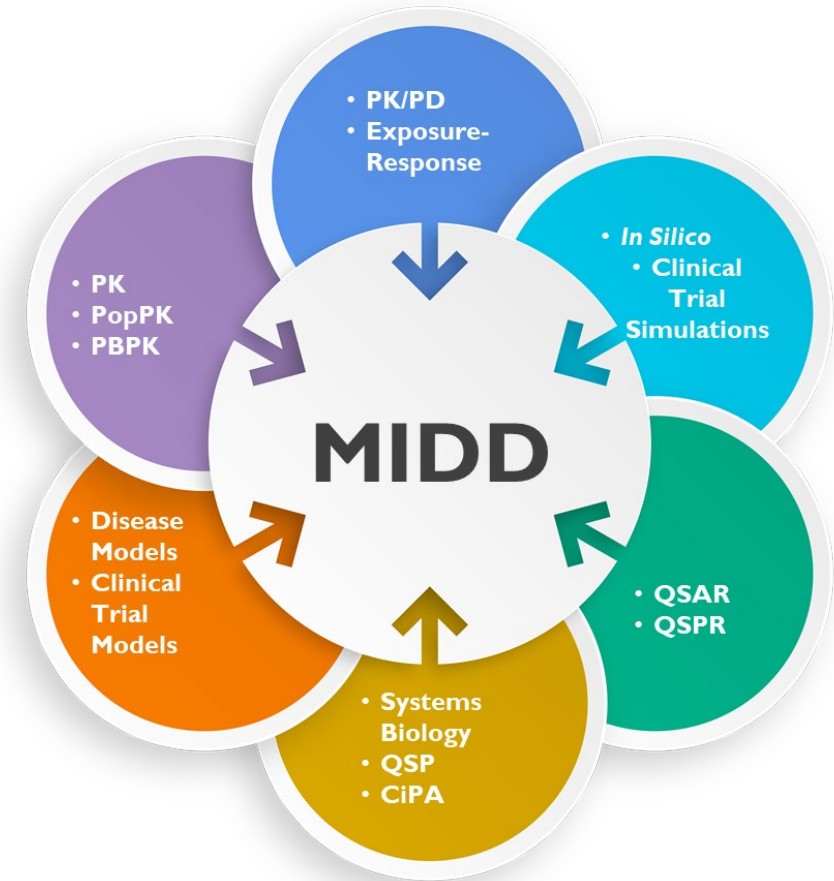 • PK/PD
• Exposure-
Response
• In Silico
• Clinical
Trial
Simulations
• PK
• PopPK
• PBPK
MIDD
• Disease
Models
• Clinical
Trial
Models
• QSAR
• QSPR
• Systems
Biology
• QSP
• CiPA